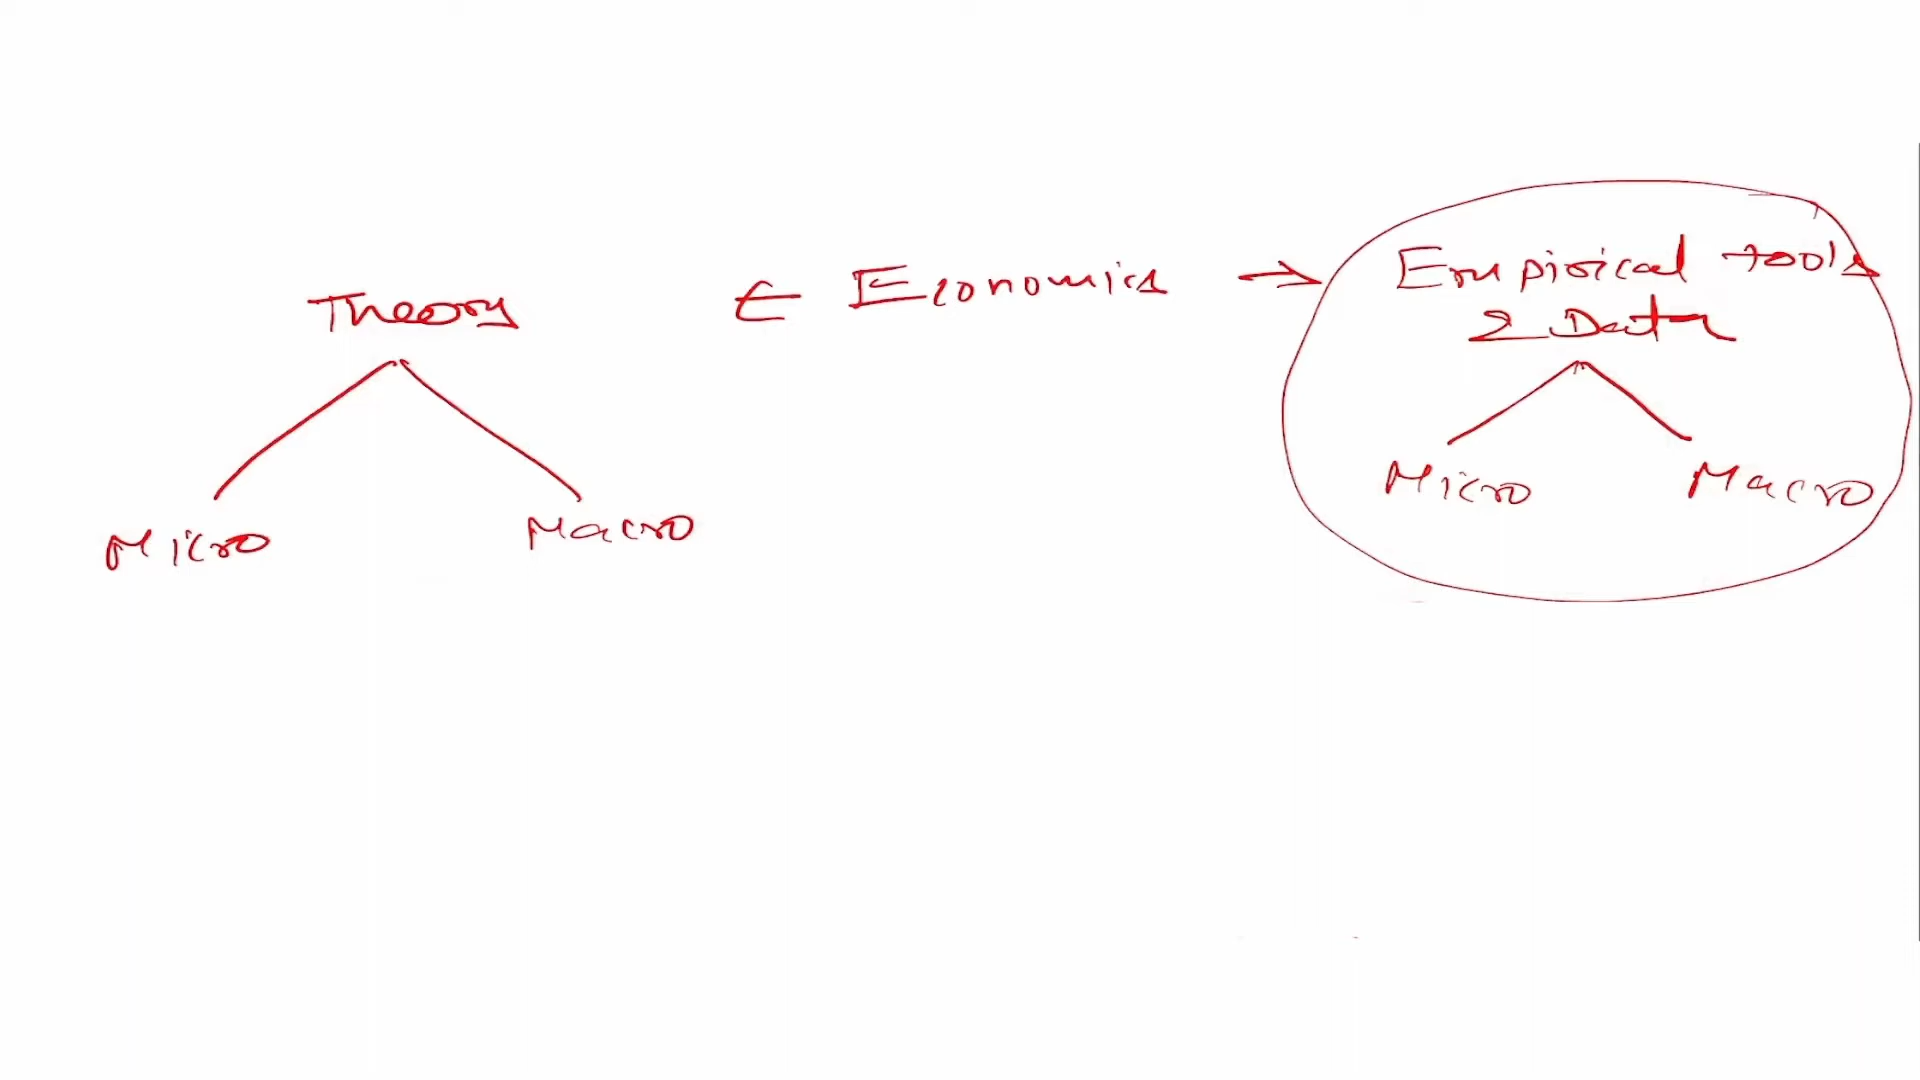 Theory ← Economics → Empirical tools
& Data
Micro Macro Micro Macro